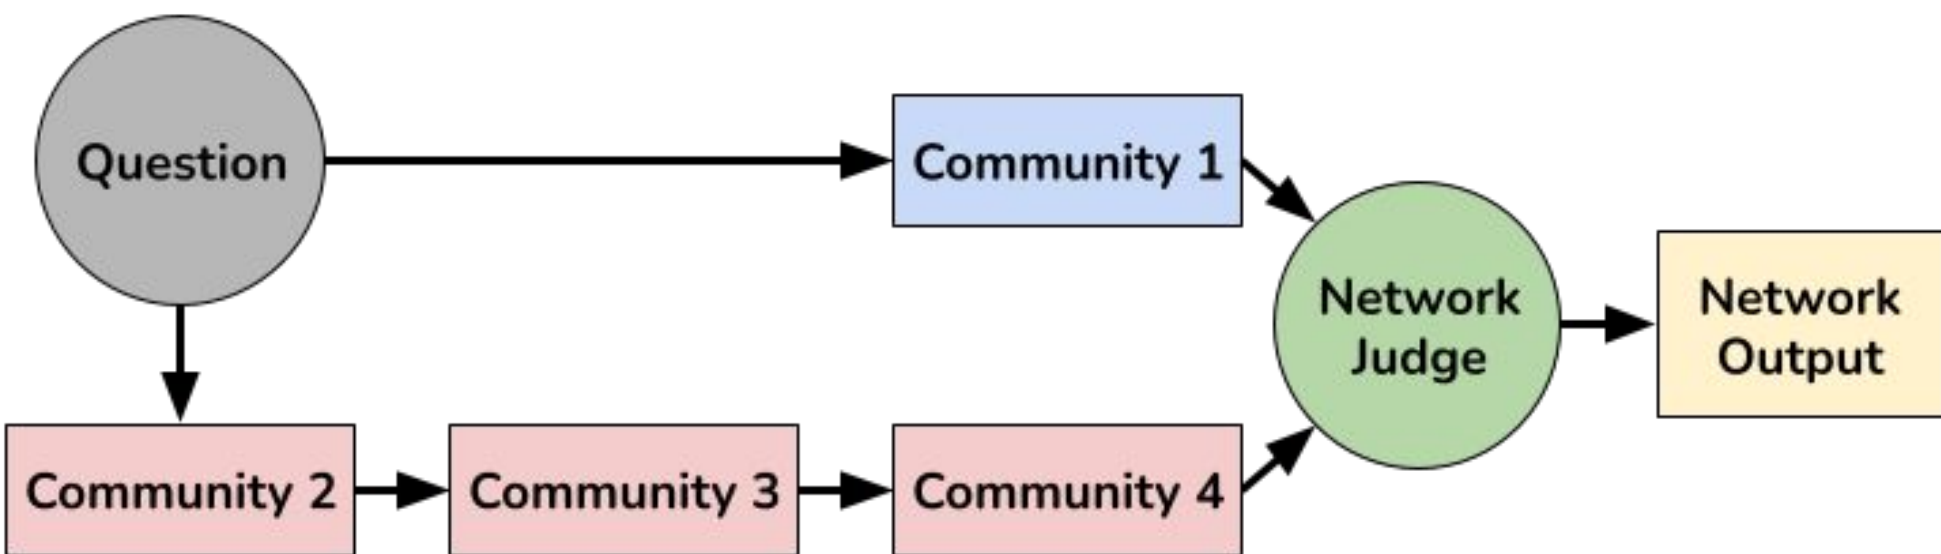 Question
Community 1
Network
Judge
Network
Output
Community 2
Community 3
Community 4